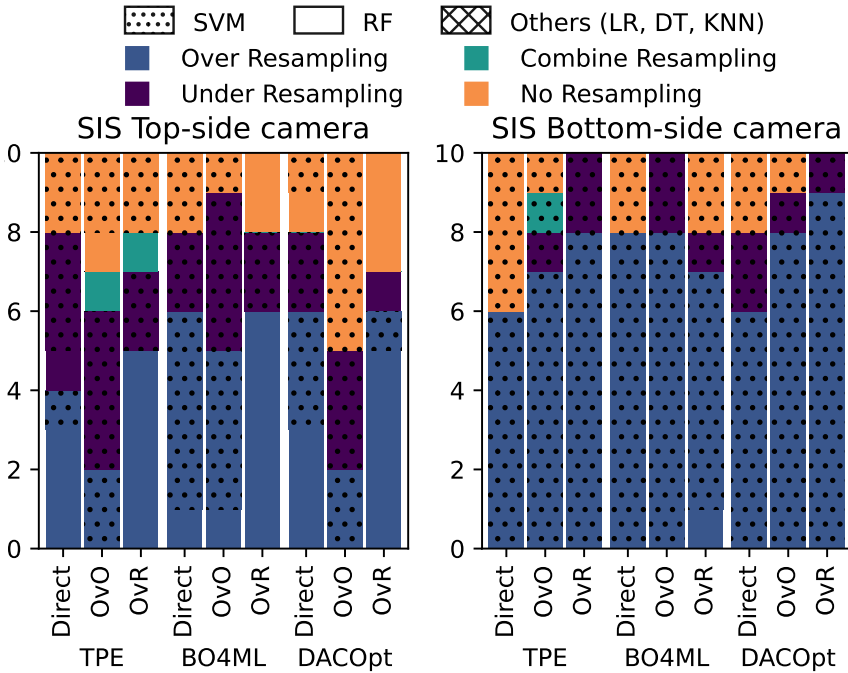 SVM RF Others (LR, DT, KNN)
Over Resampling Combine Resampling
Under Resampling No Resampling
SIS Top-side camera SIS Bottom-side camera
0 10
8 8
6 6
4 4
2 2
0 0
Direct OvO OvR Direct OvO OvR Direct OvO OvR Direct OvO OvR Direct OvO OvR Direct OvO OvR
TPE BO4ML DACOpt TPE BO4ML DACOpt